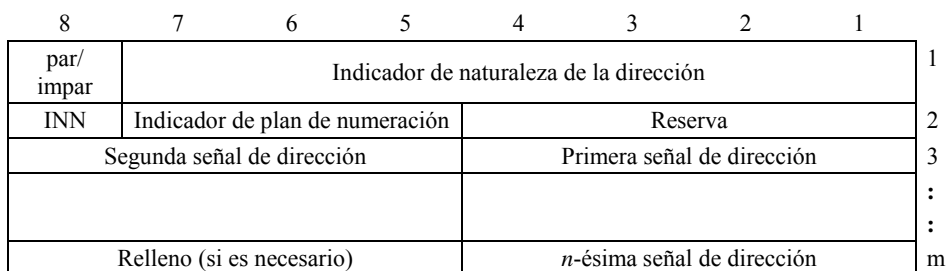 8 7 6 5 4 3 2 1
par/
impar
Indicador de naturaleza de la dirección
1
INN Indicador de plan de numeración Reserva 2
Segunda señal de dirección Primera señal de dirección 3
:
:
Relleno (si es necesario) n-ésima señal de dirección m